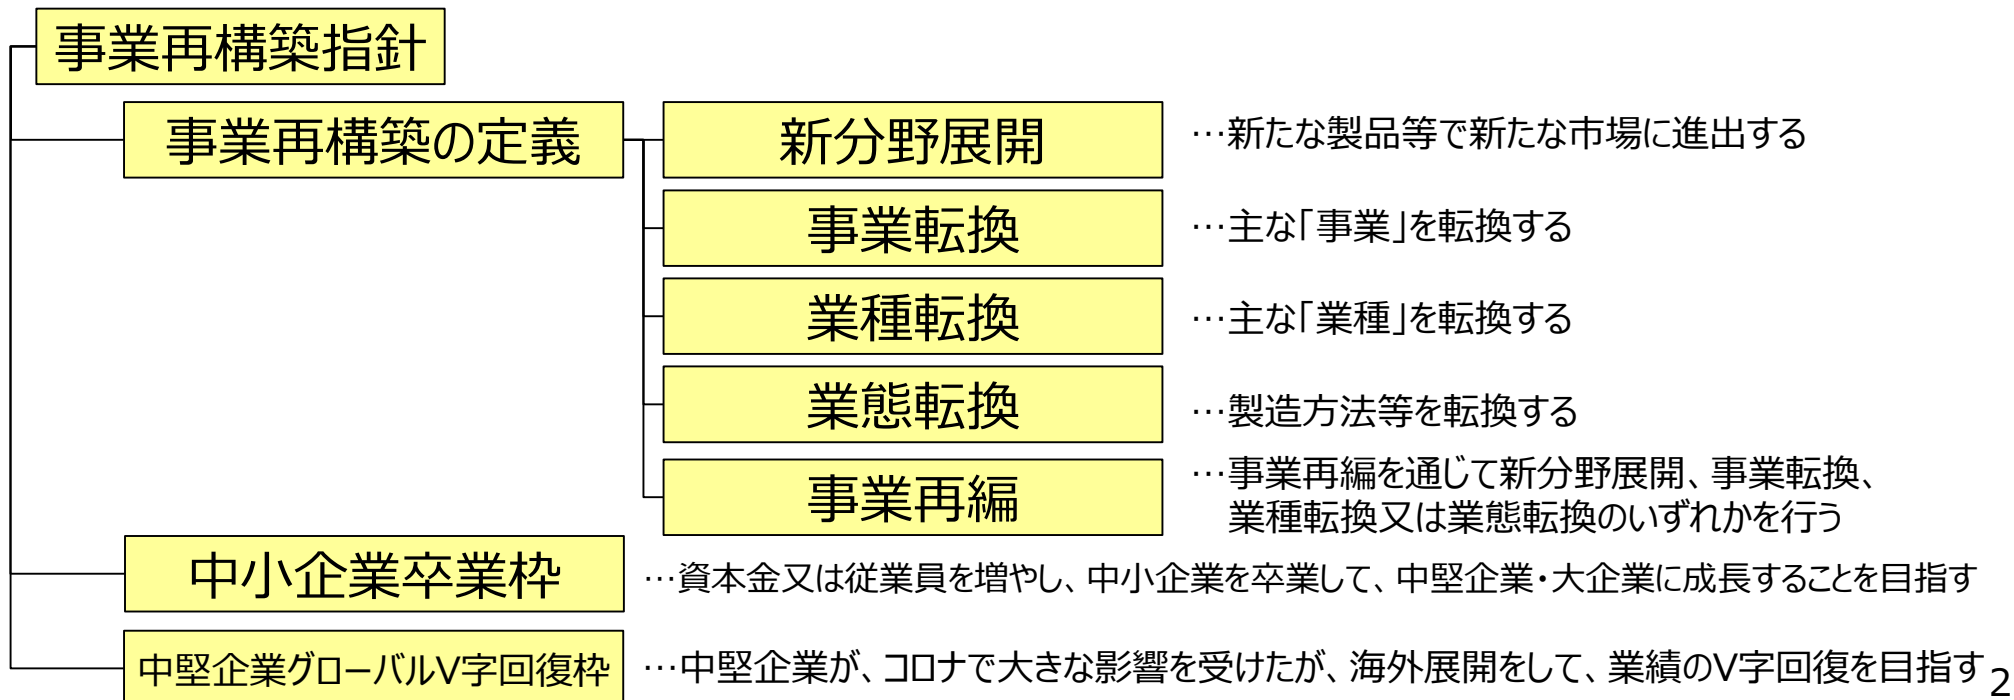 事業再構築指針
事業再構築の定義
新分野展開
…新たな製品等で新たな市場に進出する
事業転換
…主な「事業」を転換する
業種転換
…主な「業種」を転換する
業態転換
…製造方法等を転換する
事業再編
…事業再編を通じて新分野展開、事業転換、
業種転換又は業態転換のいずれかを行う
中小企業卒業枠
…資本金又は従業員を増やし、中小企業を卒業して、中堅企業・大企業に成長することを目指す
中堅企業グローバルV字回復枠
…中堅企業が、コロナで大きな影響を受けたが、海外展開をして、業績のV字回復を目指す
2